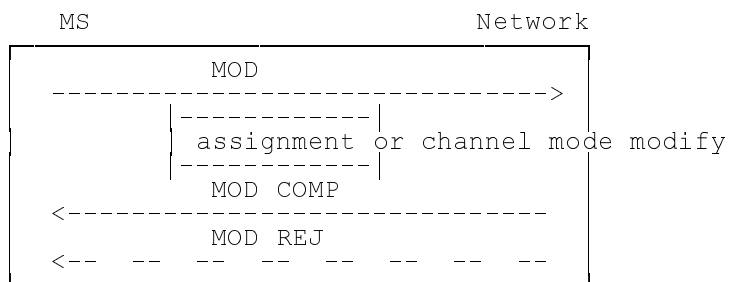 MS Network
MOD
assignment or channel mode modify
MOD COMP
MOD REJ